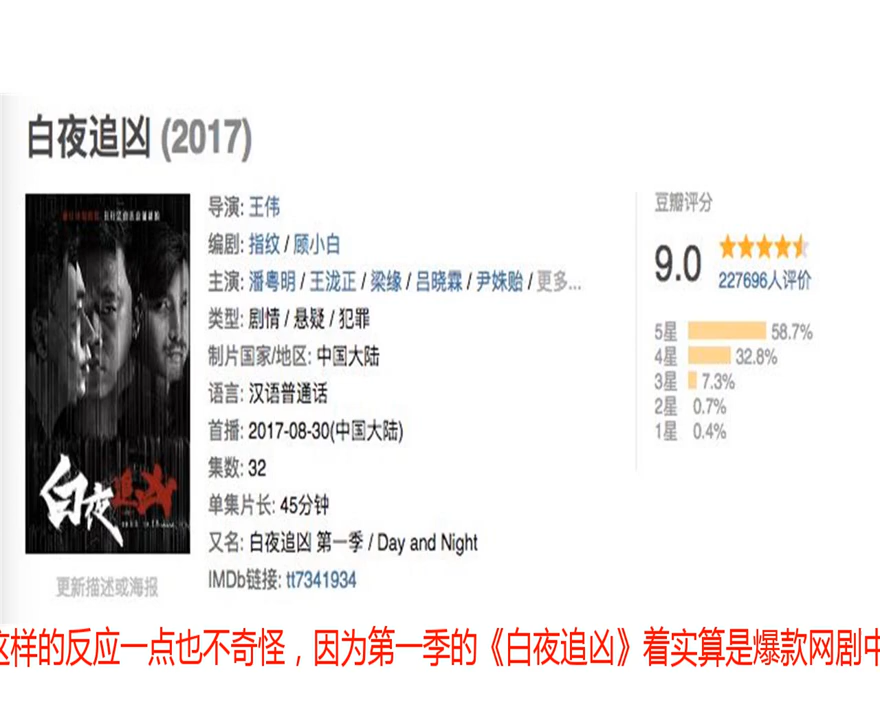 白夜追凶 (2017)
导演: 王伟
编剧: 指纹 / 顾小白
主演: 潘粤明 / 王泷正 / 梁缘 / 吕晓霖 / 尹姝贻 / 更多...
类型: 剧情 / 悬疑 / 犯罪
制片国家/地区: 中国大陆
语言: 汉语普通话
首播: 2017-08-30(中国大陆)
集数: 32
单集片长: 45分钟
又名: 白夜追凶 第一季 / Day and Night
IMDb链接: tt7341934
豆瓣评分
9.0
227696人评价
5星 58.7%
4星 32.8%
3星 7.3%
2星 0.7%
1星 0.4%
白夜追凶
更新描述或海报
这样的反应一点也不奇怪，因为第一季的《白夜追凶》着实算是爆款网剧中